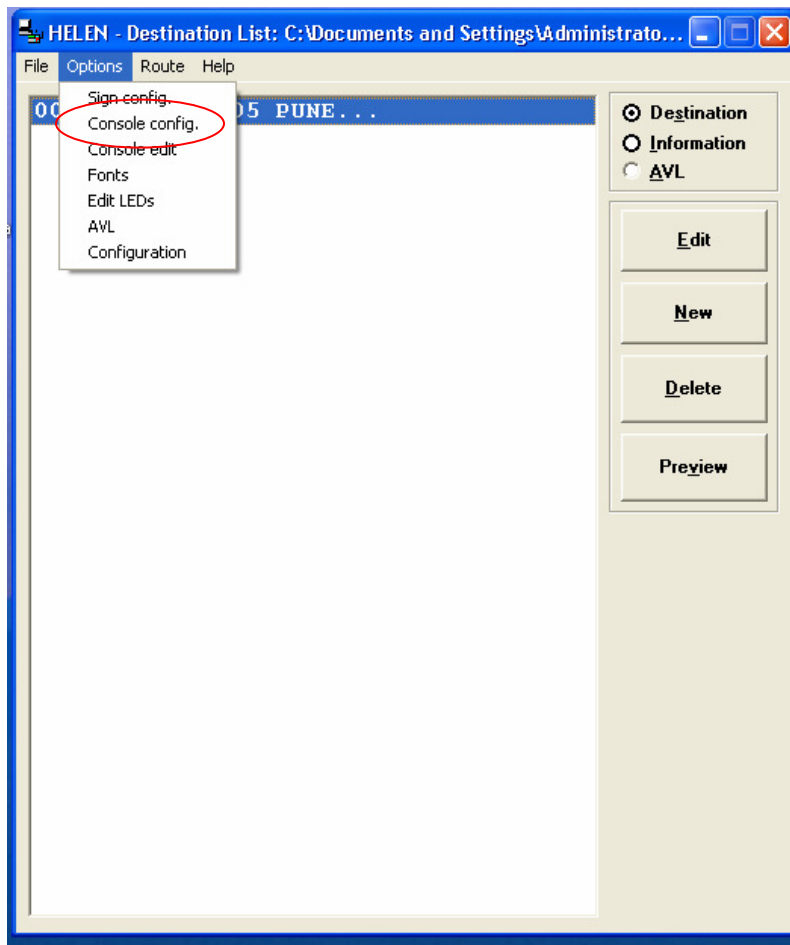 HELEN - Destination List: C:\Documents and Settings\Administrato...
File Options Route Help
Sign config.
Console config.
Console edit
Fonts
Edit LEDs
AVL
Configuration
PUNE...
Destination
Information
AVL
Edit
New
Delete
Preview